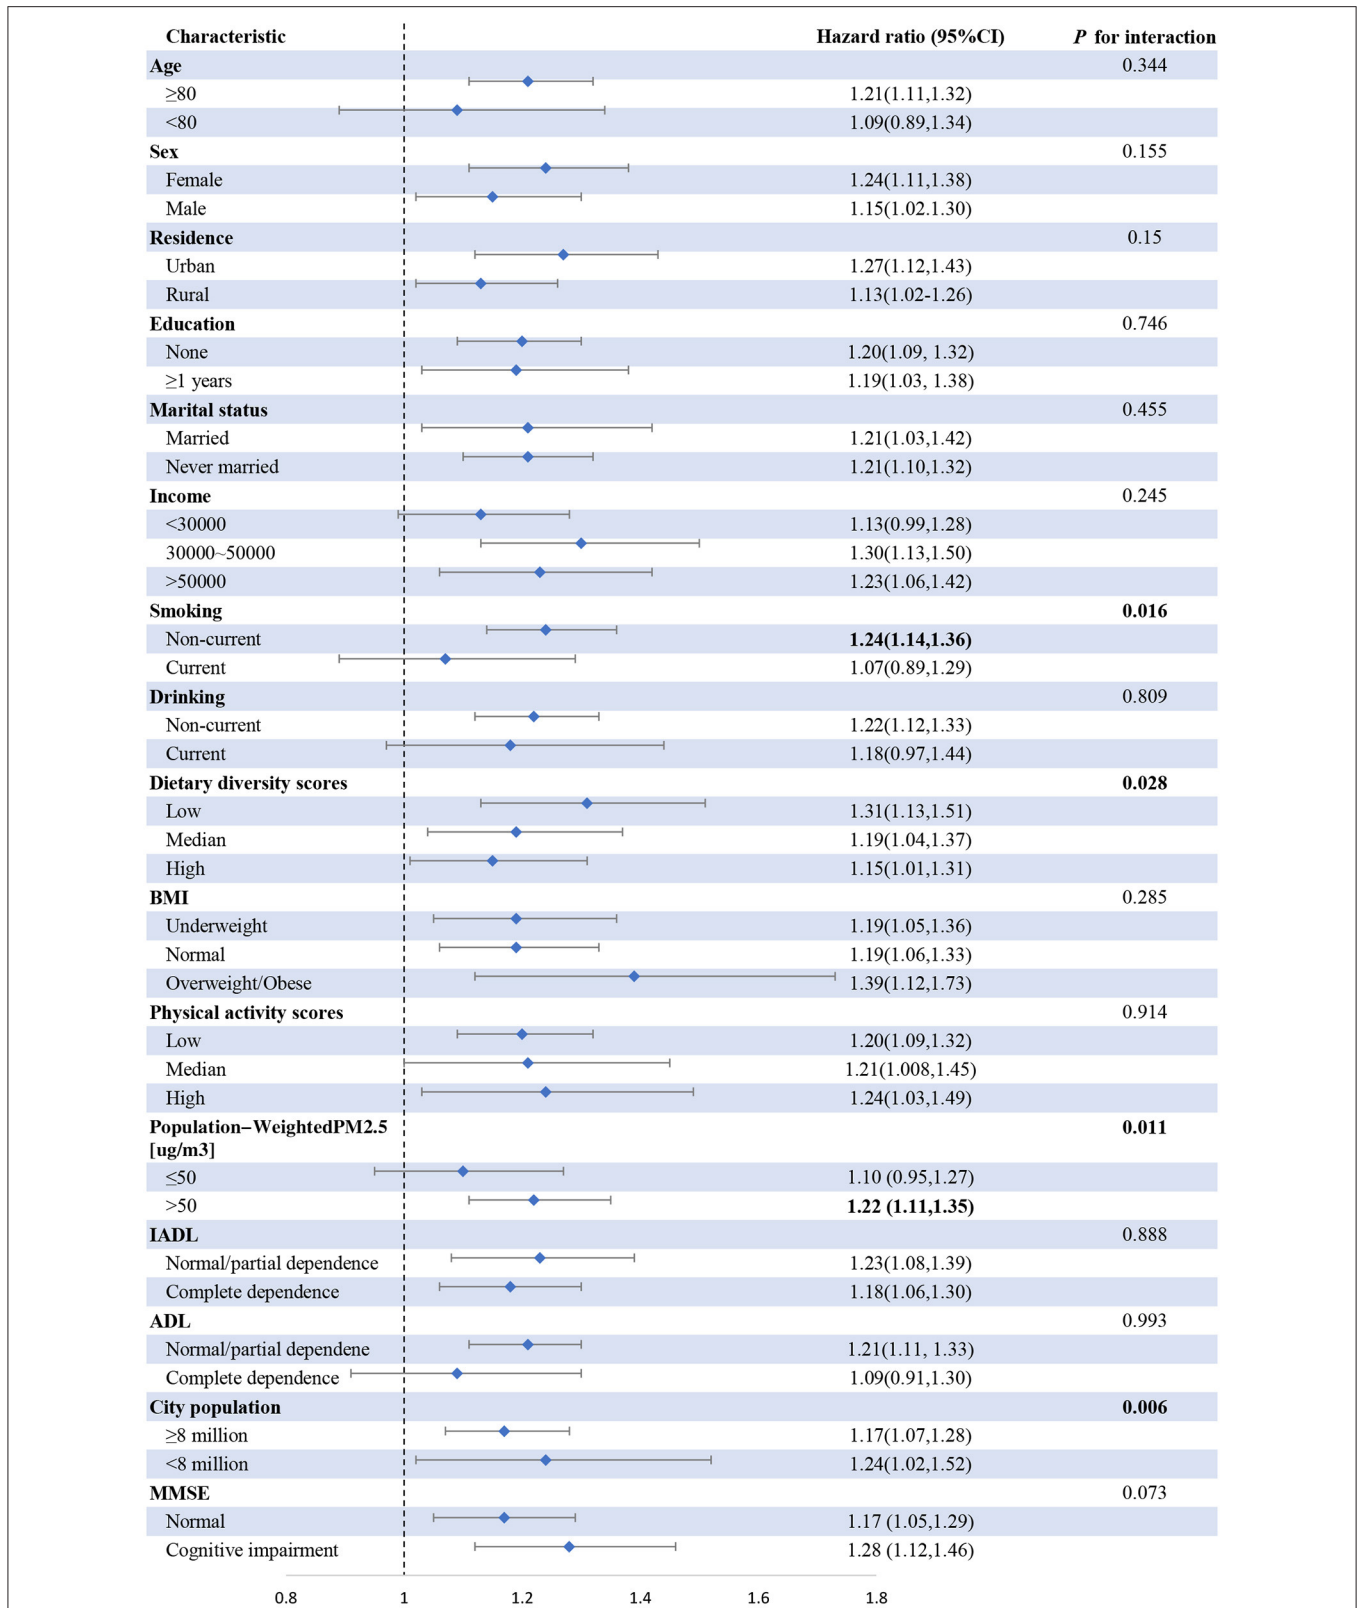 Characteristic Hazard ratio (95%CI) P for interaction
Age 0.344
≥80 1.21(1.11,1.32)
<80 1.09(0.89,1.34)
Sex 0.155
Female 1.24(1.11,1.38)
Male 1.15(1.02.1.30)
Residence 0.15
Urban 1.27(1.12,1.43)
Rural 1.13(1.02-1.26)
Education 0.746
None 1.20(1.09, 1.32)
≥1 years 1.19(1.03, 1.38)
Marital status 0.455
Married 1.21(1.03,1.42)
Never married 1.21(1.10,1.32)
Income 0.245
<30000 1.13(0.99,1.28)
30000~50000 1.30(1.13,1.50)
>50000 1.23(1.06,1.42)
Smoking 0.016
Non-current 1.24(1.14,1.36)
Current 1.07(0.89,1.29)
Drinking 0.809
Non-current 1.22(1.12,1.33)
Current 1.18(0.97,1.44)
Dietary diversity scores 0.028
Low 1.31(1.13,1.51)
Median 1.19(1.04,1.37)
High 1.15(1.01,1.31)
BMI 0.285
Underweight 1.19(1.05,1.36)
Normal 1.19(1.06,1.33)
Overweight/Obese 1.39(1.12,1.73)
Physical activity scores 0.914
Low 1.20(1.09,1.32)
Median 1.21(1.008,1.45)
High 1.24(1.03,1.49)
Population−WeightedPM2.5 0.011
[ug/m3]
≤50 1.10 (0.95,1.27)
>50 1.22 (1.11,1.35)
IADL 0.888
Normal/partial dependence 1.23(1.08,1.39)
Complete dependence 1.18(1.06,1.30)
ADL 0.993
Normal/partial dependene 1.21(1.11, 1.33)
Complete dependence 1.09(0.91,1.30)
City population 0.006
≥8 million 1.17(1.07,1.28)
<8 million 1.24(1.02,1.52)
MMSE 0.073
Normal 1.17 (1.05,1.29)
Cognitive impairment 1.28 (1.12,1.46)
0.8 1 1.2 1.4 1.6 1.8